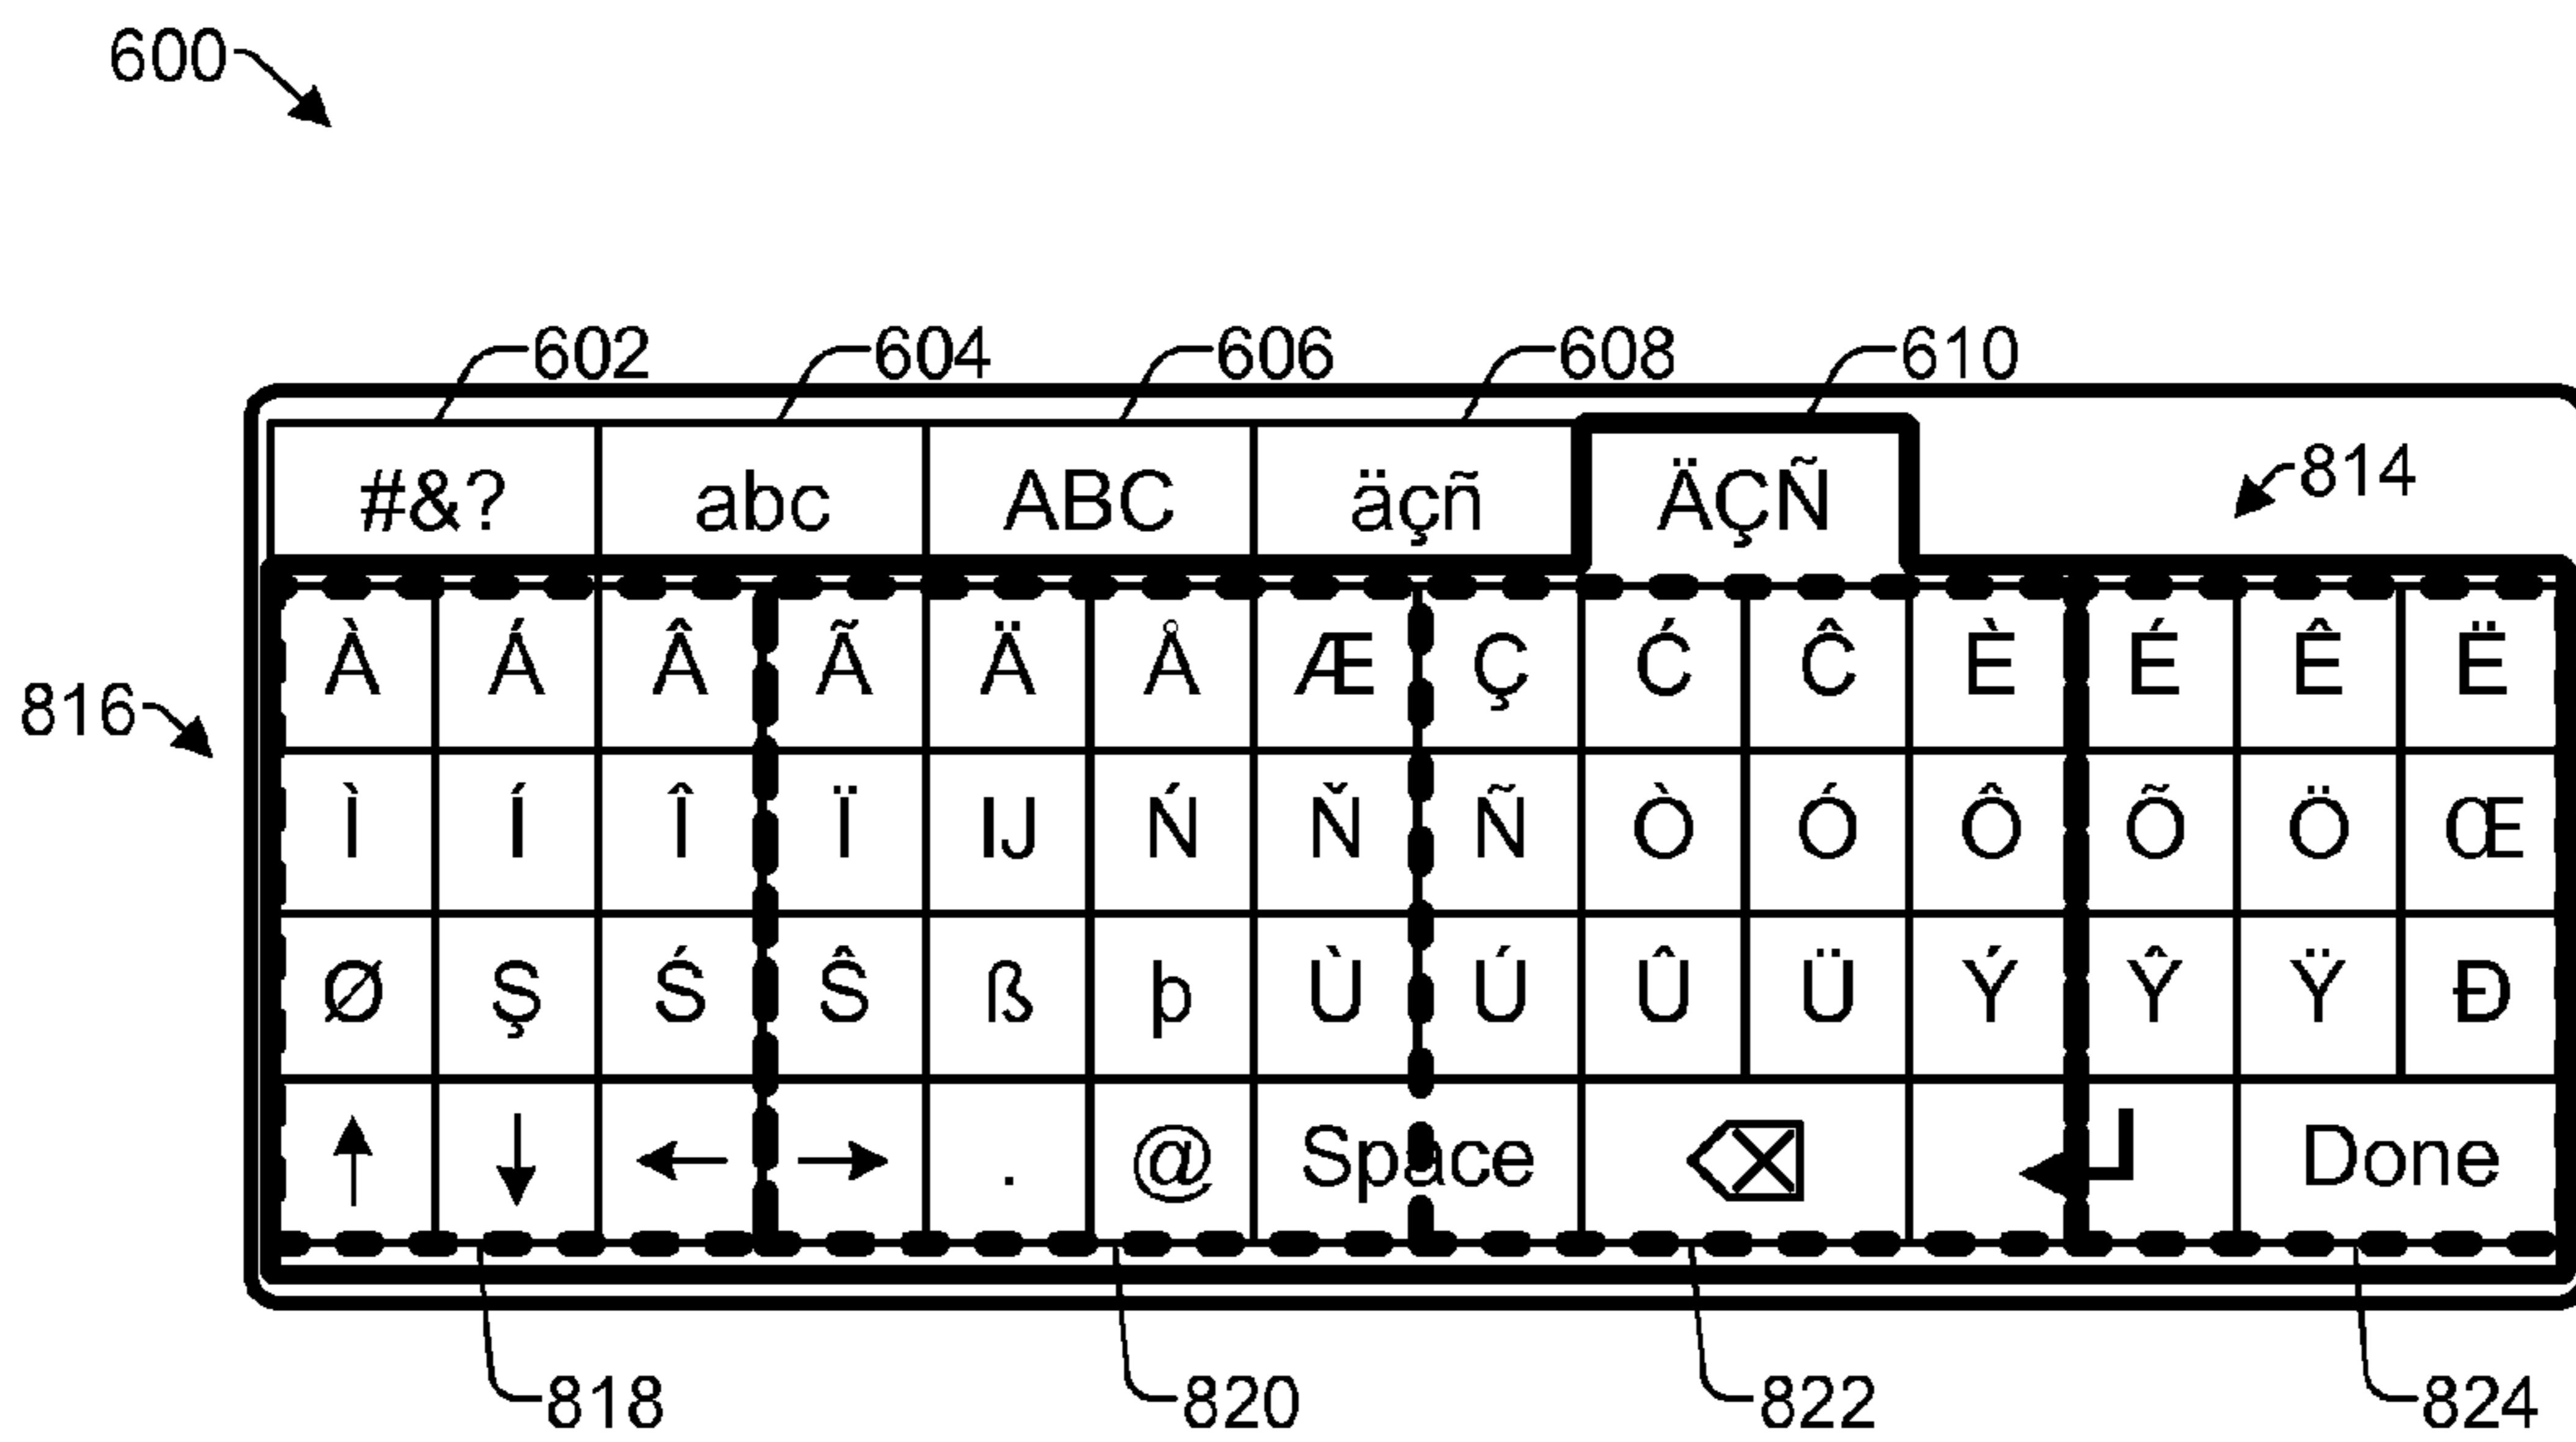 600
602 604 606 608 610
#&? abc ABC äçñ ÄÇÑ 814
À Á Â Ã Ä Å Æ Ç Ć Ĉ È É Ê Ë
816
Ì Í Î Ï IJ Ń Ň Ñ Ò Ó Ô Õ Ö Œ
Ø Ş Ś Ŝ ß þ Ù Ú Û Ü Ý Ŷ Ÿ Đ
↑ ↓ ← → . @ Space ⌫ ↵ Done
818 820 822 824